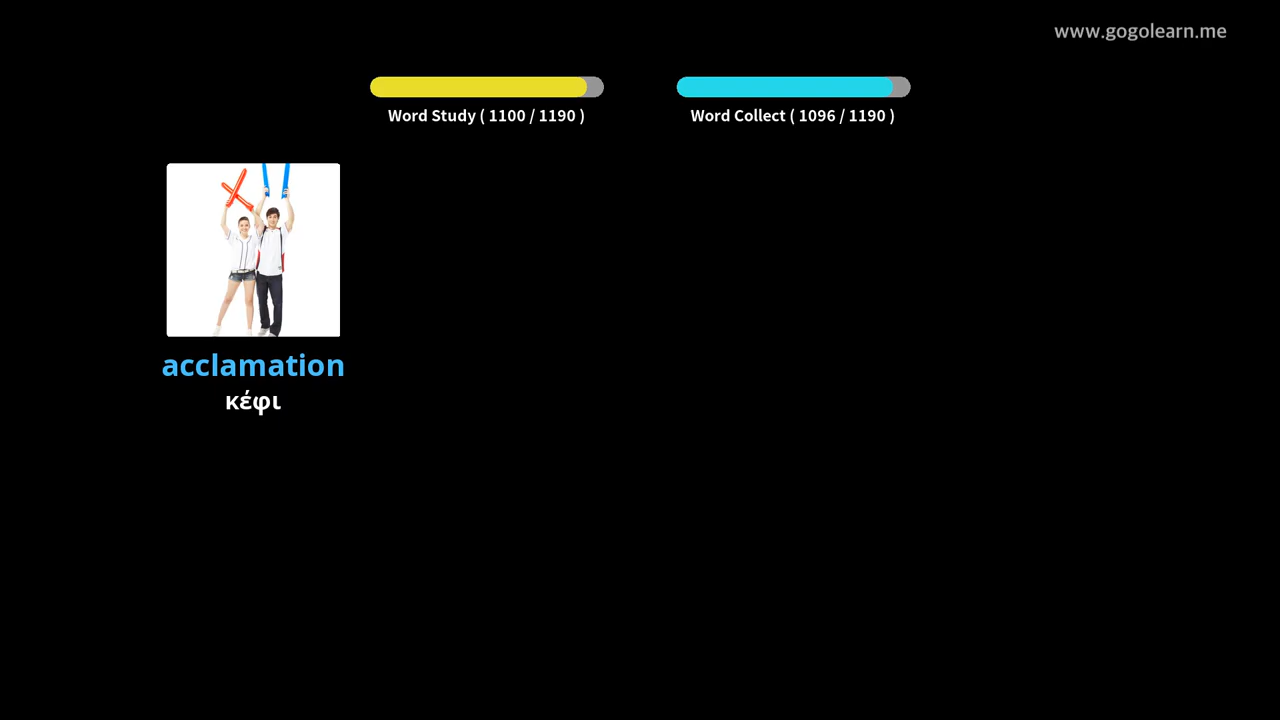 www.gogolearn.me
Word Study ( 1100 / 1190 )
Word Collect ( 1096 / 1190 )
acclamation
κέφι